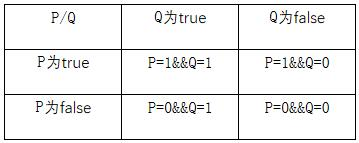 P/Q Q为true Q为false
P为true P=1&&Q=1 P=1&&Q=0
P为false P=0&&Q=1 P=0&&Q=0